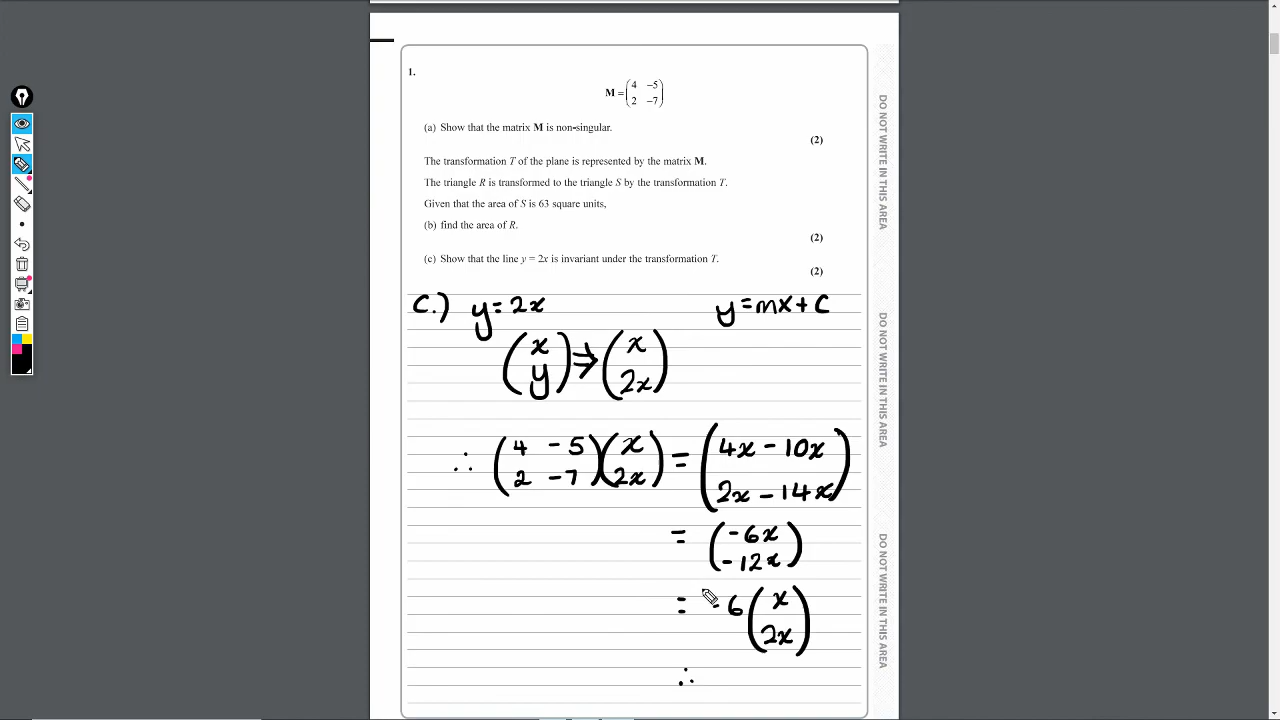 1.
M = (4 −5
2 −7)
(a) Show that the matrix M is non-singular.
(2)
The transformation T of the plane is represented by the matrix M.
The triangle R is transformed to the triangle S by the transformation T.
Given that the area of S is 63 square units,
(b) find the area of R.
(2)
(c) Show that the line y = 2x is invariant under the transformation T.
(2)
C.) y = 2x
y = mx + c
(x
y) ⇒ (x
2x)
∴ (4 −5
2 −7) (x
2x) = (4x − 10x
2x − 14x)
= (−6x
−12x)
= −6 (x
2x)
∴
DO NOT WRITE IN THIS AREA
DO NOT WRITE IN THIS AREA
DO NOT WRITE IN THIS AREA